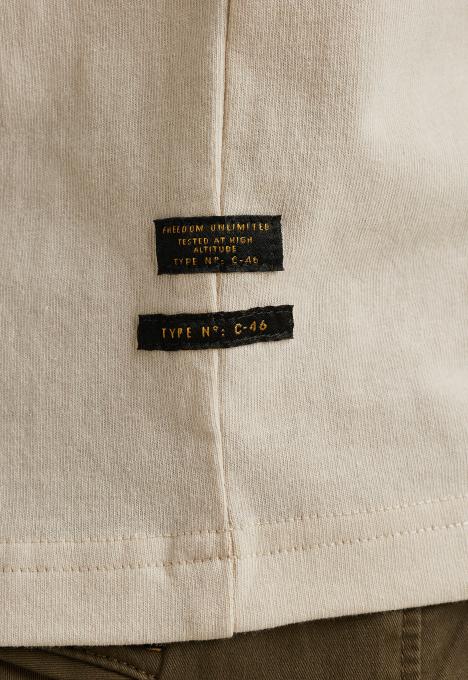 FREEDOM UNLIMITED
TESTED AT HIGH
ALTITUDE
TYPE Nº: C-46
TYPE Nº: C-46